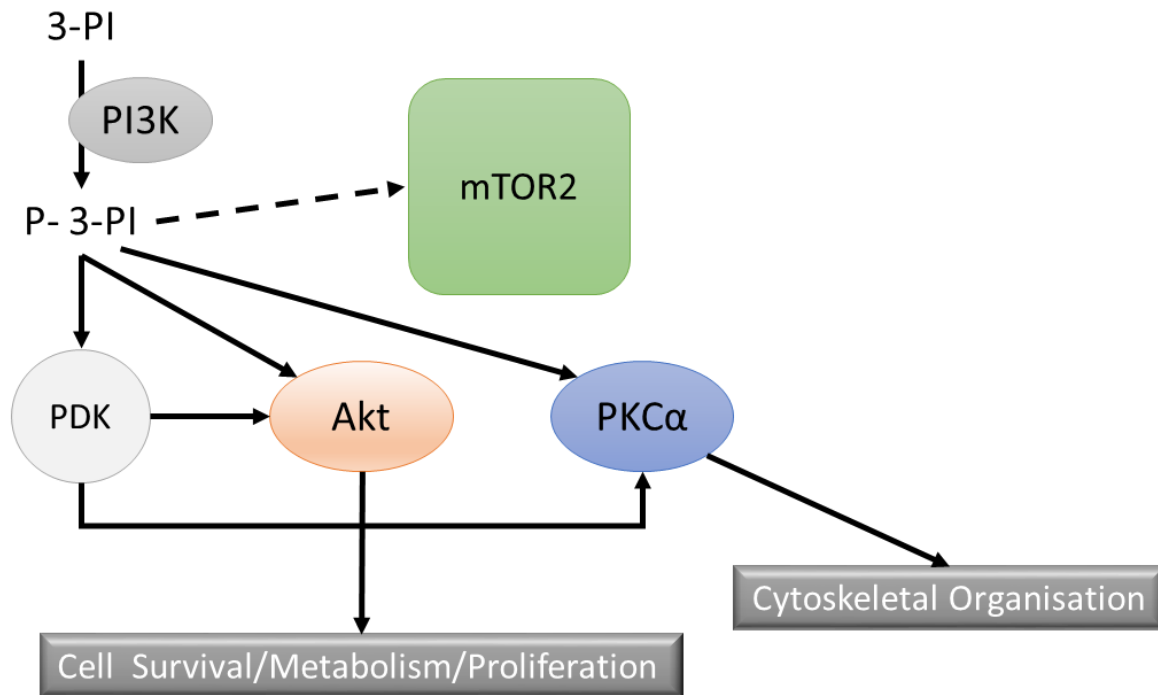 3-PI
PI3K
mTOR2
P- 3-PI
PDK
Akt
PKCα
Cytoskeletal Organisation
Cell  Survival/Metabolism/Proliferation